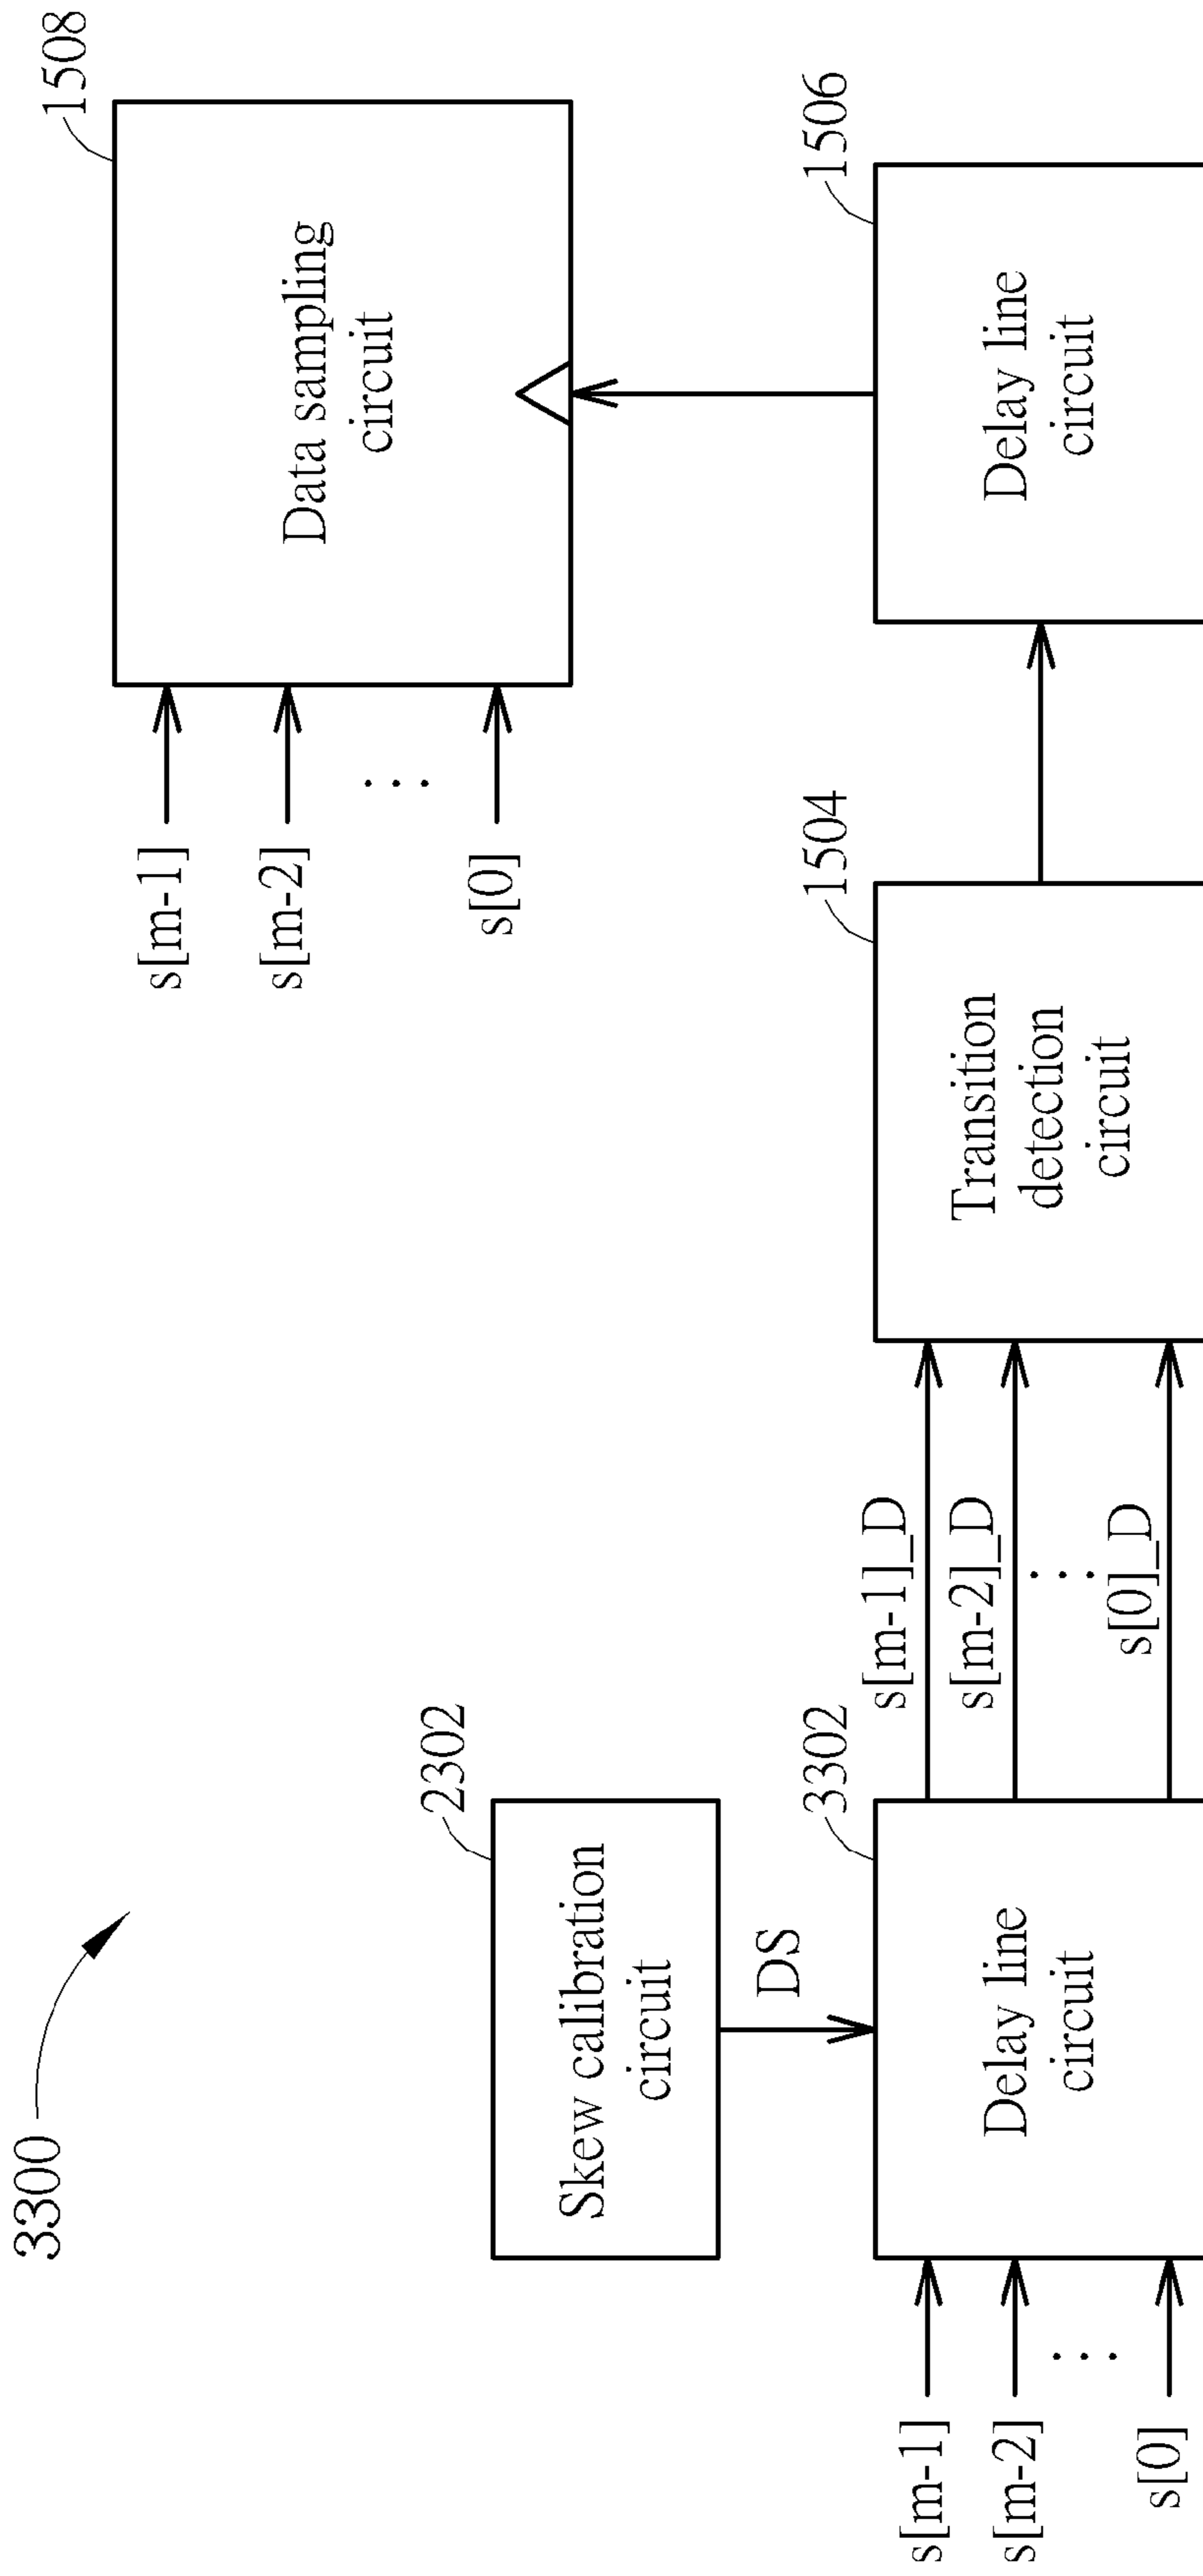 3300
1508
Data sampling
circuit
s[m-1]
s[m-2]
...
s[0]
2302
Skew calibration
circuit
DS
3302
Delay line
circuit
s[m-1]
s[m-2]
...
s[0]
s[m-1]_D
s[m-2]_D
...
s[0]_D
1504
Transition
detection
circuit
1506
Delay line
circuit